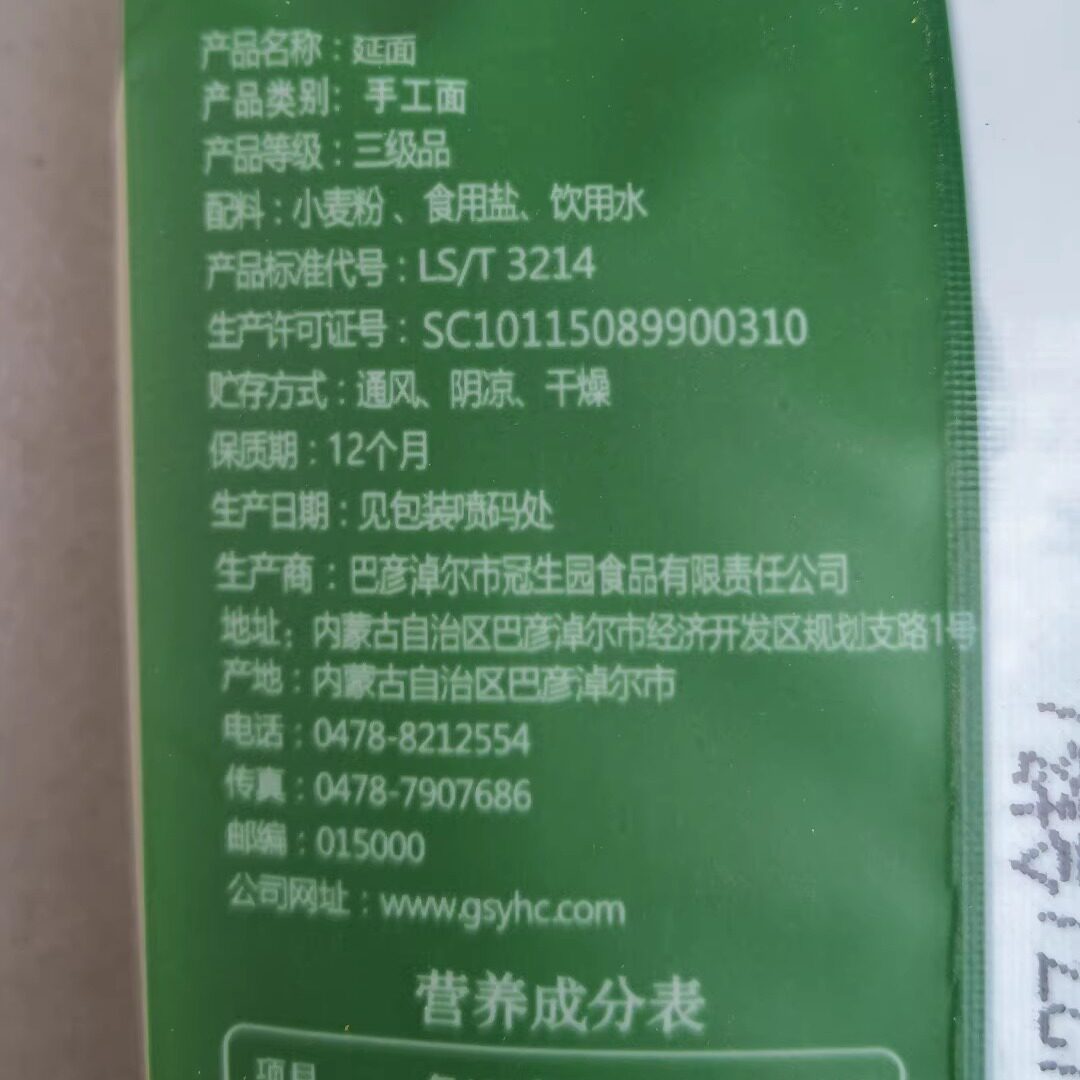 产品名称：延面
产品类别：手工面
产品等级：三级品
配料：小麦粉、食用盐、饮用水
产品标准代号：LS/T 3214
生产许可证号：SC10115089900310
贮存方式：通风、阴凉、干燥
保质期：12个月
生产日期：见包装喷码处
生产商：巴彦淖尔市冠生园食品有限责任公司
地址：内蒙古自治区巴彦淖尔市经济开发区规划支路1号
产地：内蒙古自治区巴彦淖尔市
电话：0478-8212554
传真：0478-7907686
邮编：015000
公司网址：www.gsyhc.com
营养成分表
项目